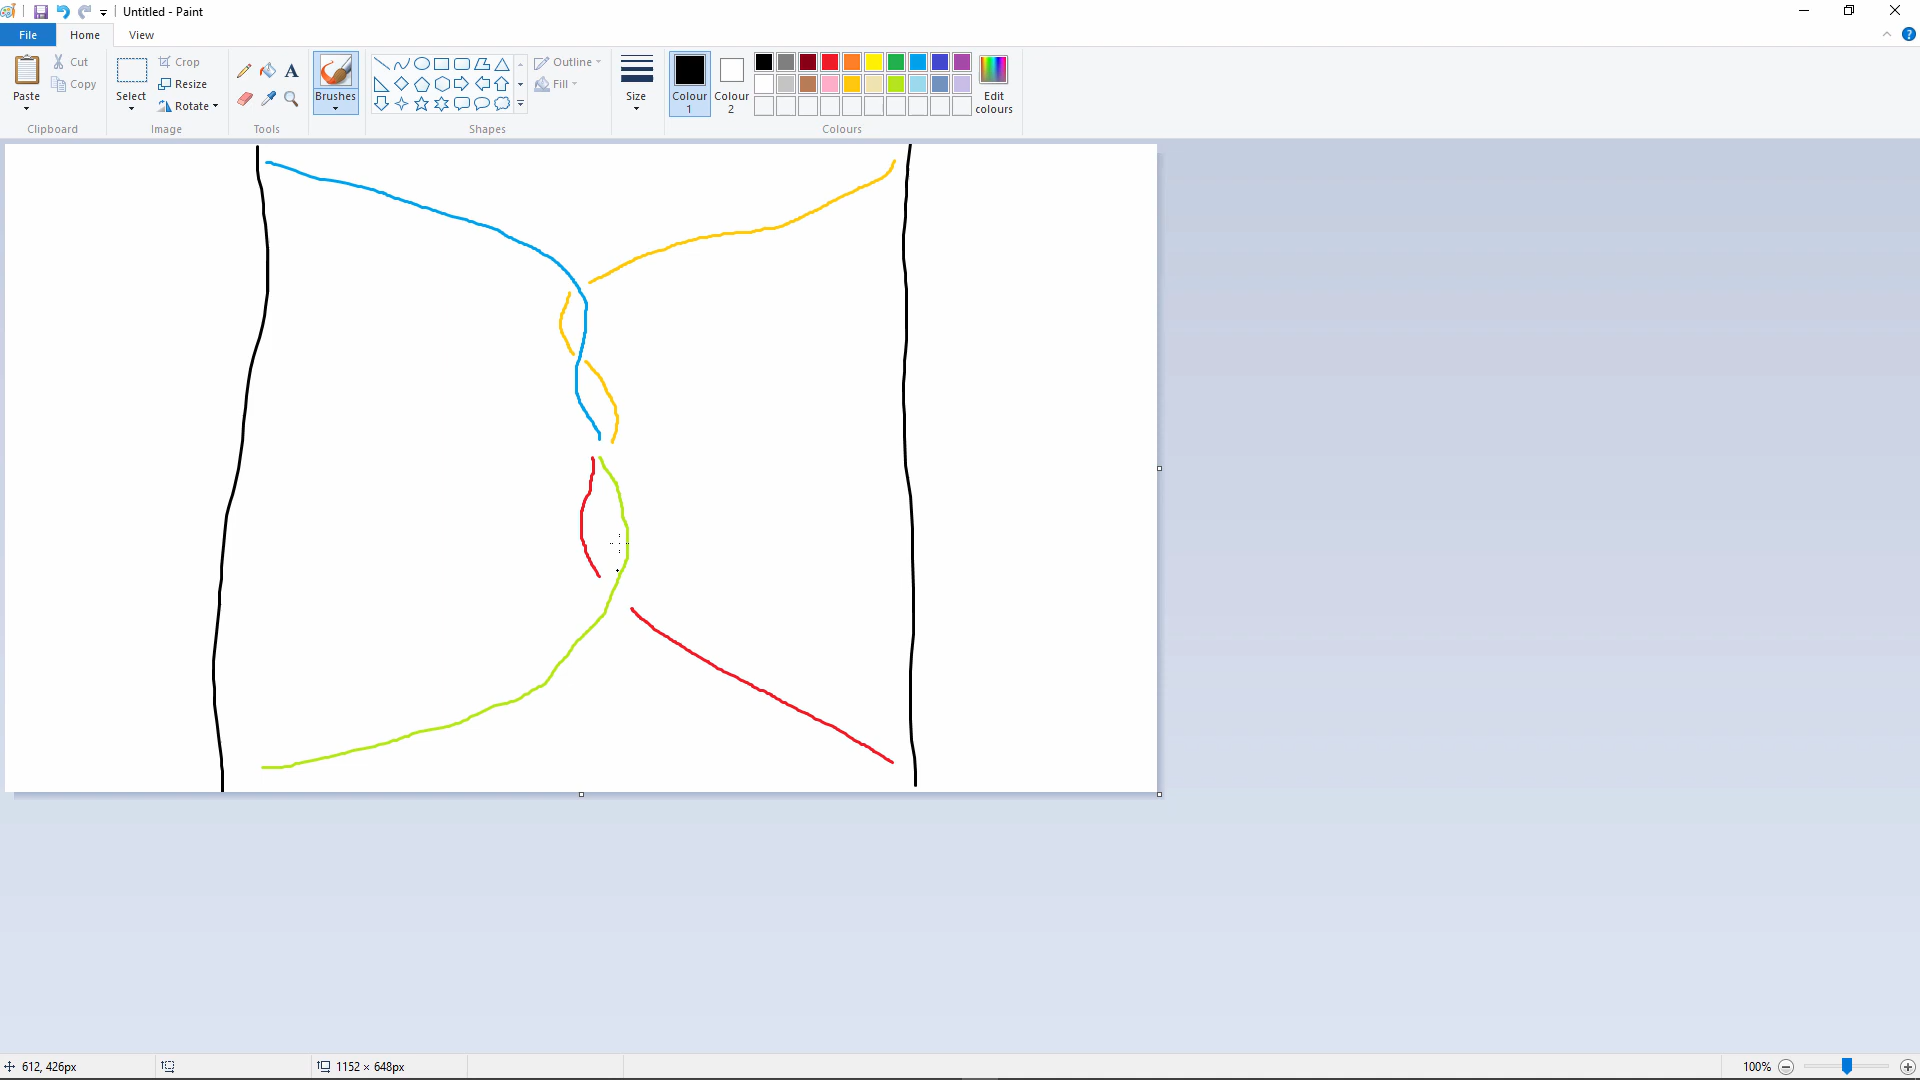 Untitled - Paint
File Home View
Paste
Cut
Copy
Clipboard
Select
Crop
Resize
Rotate
Image
A
Tools
Brushes
Outline
Fill
Shapes
Size
Colour 1
Colour 2
Edit colours
Colours
?
612, 426px
1152 × 648px
100%